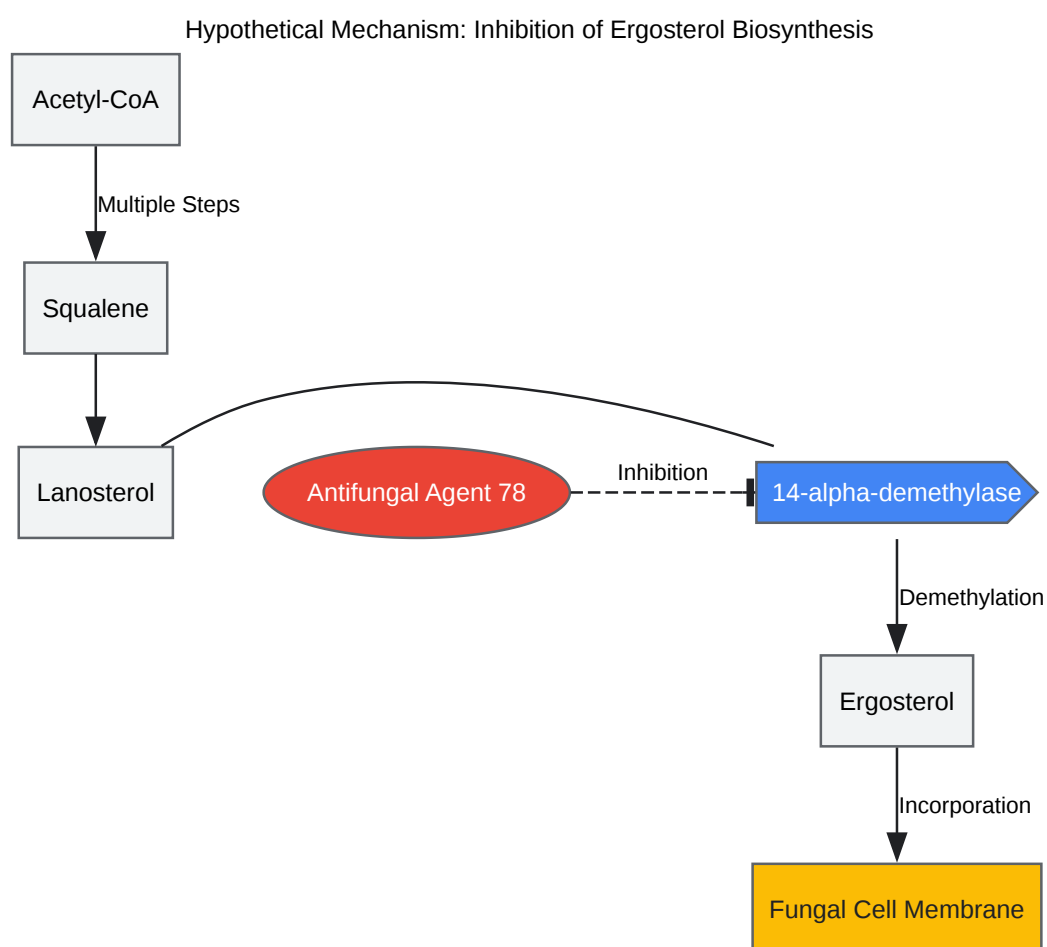 Hypothetical Mechanism: Inhibition of Ergosterol Biosynthesis
Acetyl-CoA
Multiple Steps
Squalene
Lanosterol
Antifungal Agent 78
Inhibition
14-alpha-demethylase
Demethylation
Ergosterol
Incorporation
Fungal Cell Membrane